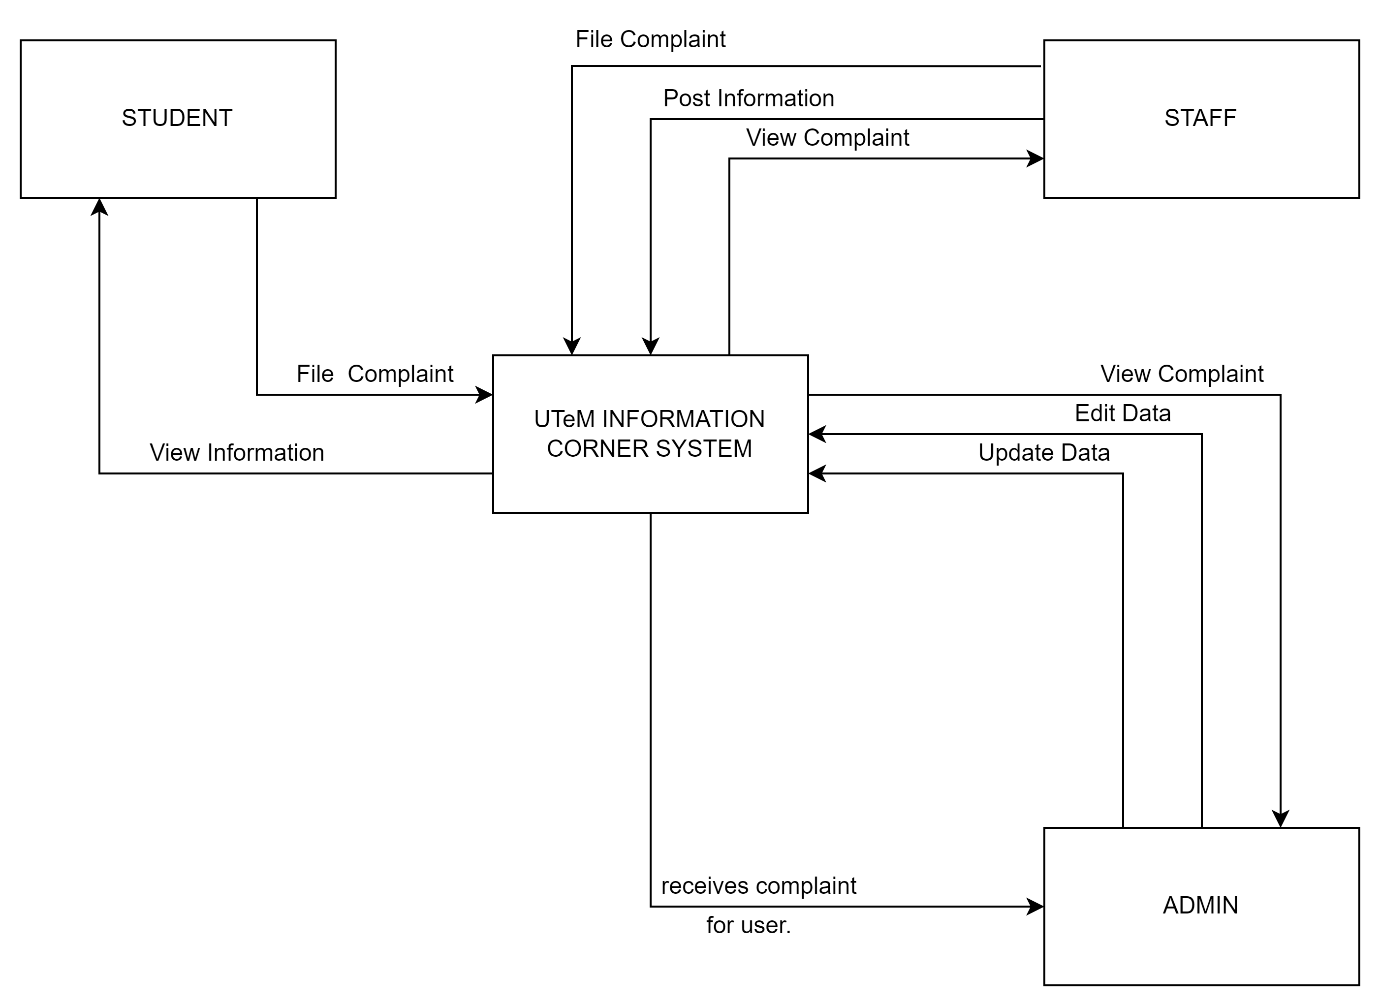 File Complaint
STUDENT
Post Information
STAFF
View Complaint
File  Complaint
View Complaint
UTeM INFORMATION
CORNER SYSTEM
Edit Data
View Information
Update Data
receives complaint
for user.
ADMIN